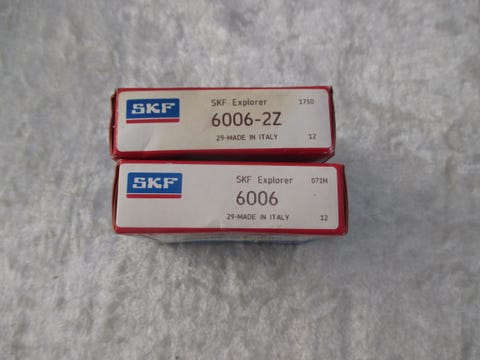 SKF SKF Explorer 1750
6006-2Z
29-MADE IN ITALY 12
SKF SKF Explorer 071M
6006
29-MADE IN ITALY 12